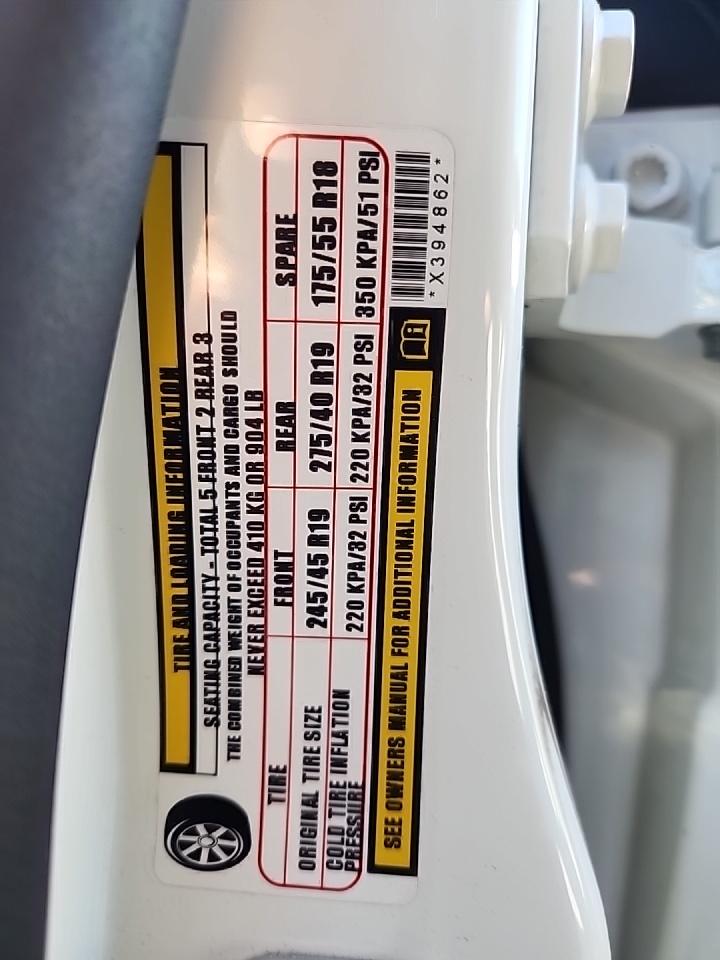 TIRE AND LOADING INFORMATION
SEATING CAPACITY - TOTAL 5 FRONT 2 REAR 3
THE COMBINED WEIGHT OF OCCUPANTS AND CARGO SHOULD
NEVER EXCEED 410 KG OR 904 LB
TIRE FRONT REAR SPARE
ORIGINAL TIRE SIZE 245/45 R19 275/40 R19 175/55 R18
COLD TIRE INFLATION PRESSURE 220 KPA/32 PSI 220 KPA/32 PSI 350 KPA/51 PSI
SEE OWNERS MANUAL FOR ADDITIONAL INFORMATION
*X394862*